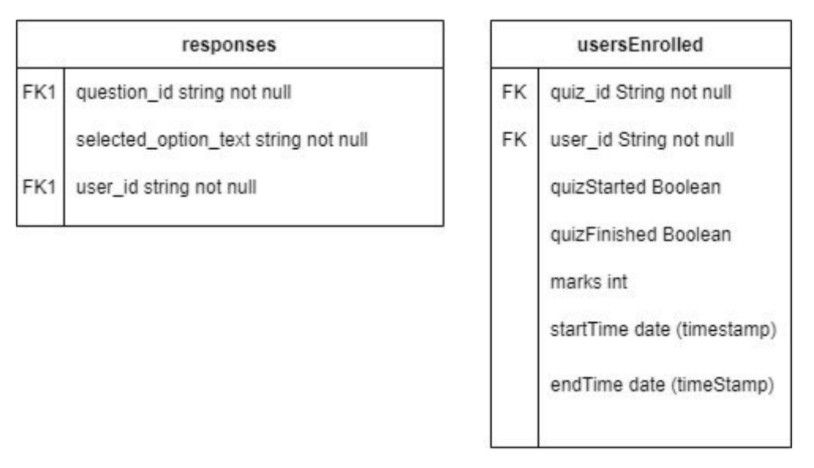 responses
FK1 question_id string not null
selected_option_text string not null
FK1 user_id string not null
usersEnrolled
FK quiz_id String not null
FK user_id String not null
quizStarted Boolean
quizFinished Boolean
marks int
startTime date (timestamp)
endTime date (timeStamp)